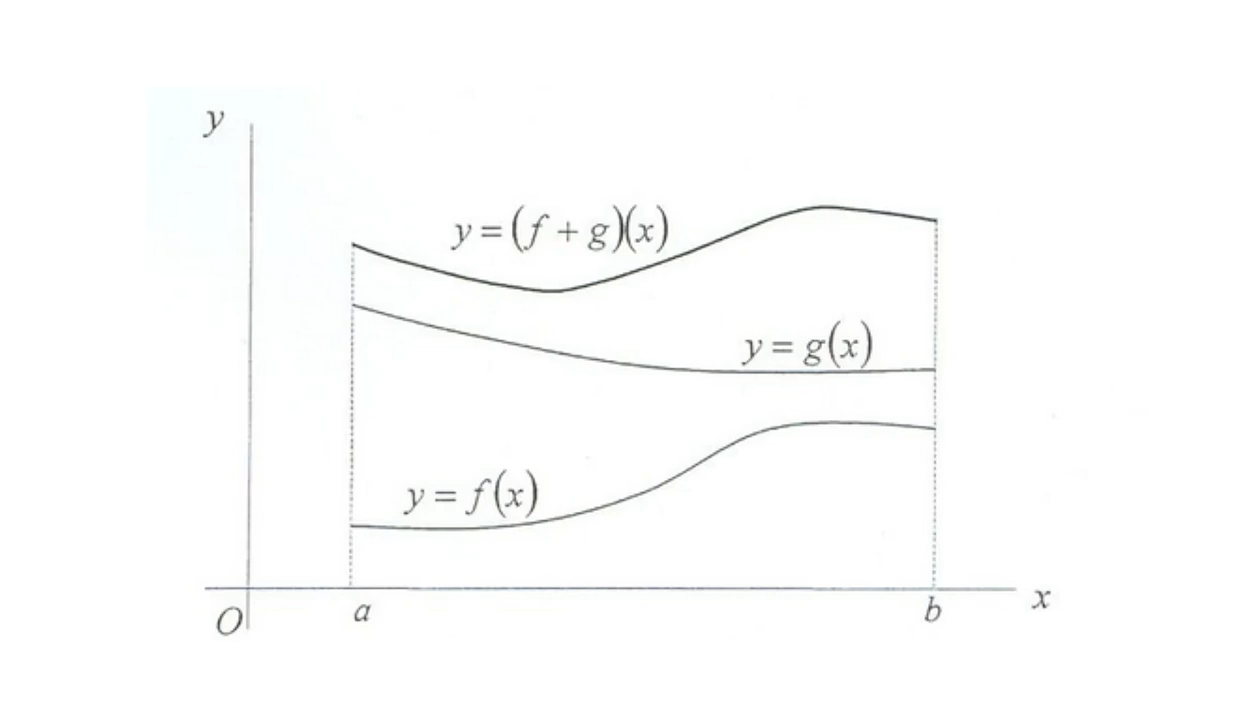 y
y = (f + g)(x)
y = g(x)
y = f(x)
O
a
b
x